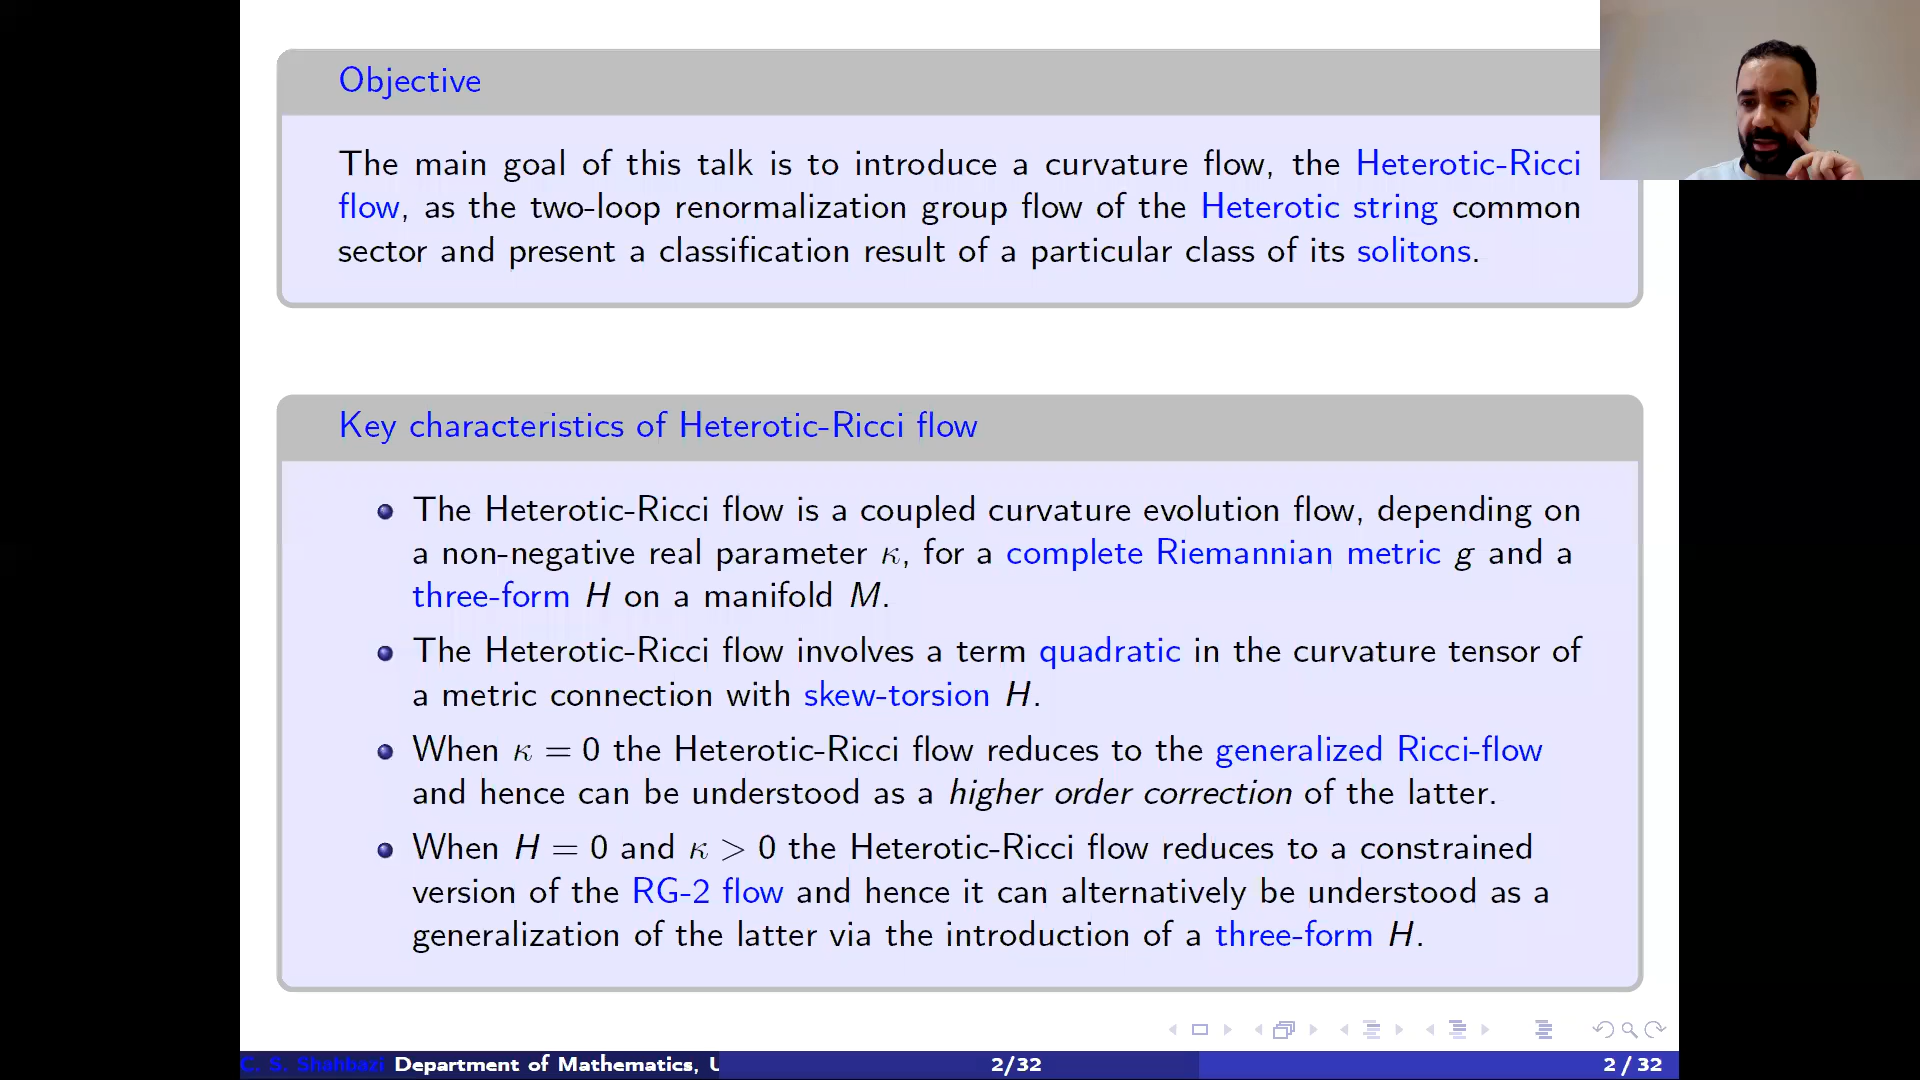 Objective
The main goal of this talk is to introduce a curvature flow, the Heterotic-Ricci
flow, as the two-loop renormalization group flow of the Heterotic string common
sector and present a classification result of a particular class of its solitons.
Key characteristics of Heterotic-Ricci flow
The Heterotic-Ricci flow is a coupled curvature evolution flow, depending on
a non-negative real parameter κ, for a complete Riemannian metric g and a
three-form H on a manifold M.
The Heterotic-Ricci flow involves a term quadratic in the curvature tensor of
a metric connection with skew-torsion H.
When κ = 0 the Heterotic-Ricci flow reduces to the generalized Ricci-flow
and hence can be understood as a higher order correction of the latter.
When H = 0 and κ > 0 the Heterotic-Ricci flow reduces to a constrained
version of the RG-2 flow and hence it can alternatively be understood as a
generalization of the latter via the introduction of a three-form H.
C. S. Shahbazi Department of Mathematics, U 2/32 2 / 32